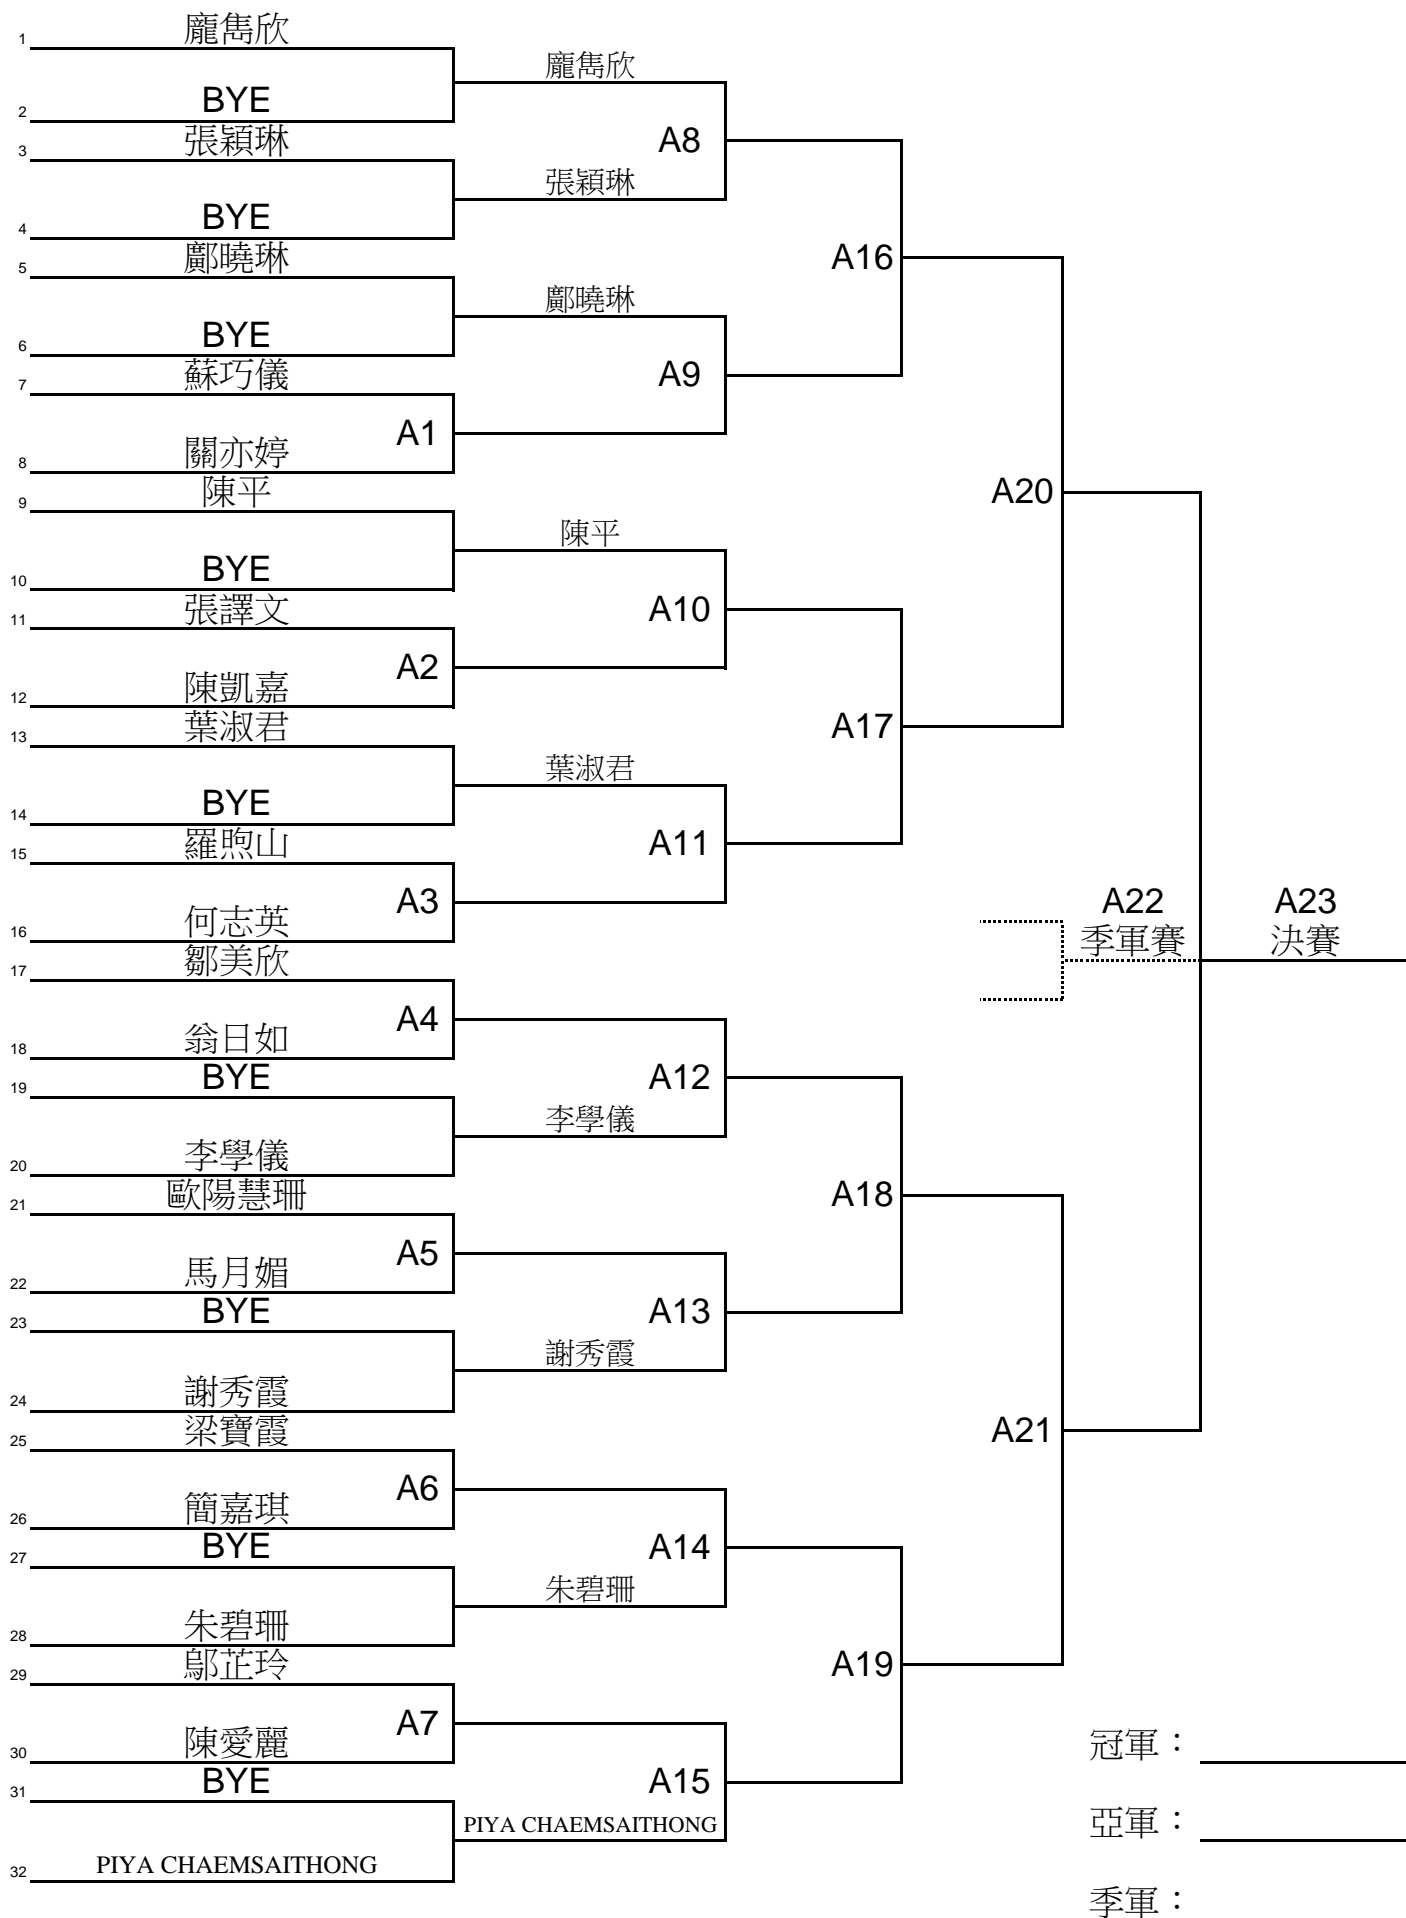 1 龐雋欣
2 BYE
3 張穎琳
4 BYE
5 鄺曉琳
6 BYE
7 蘇巧儀
8 關亦婷
9 陳平
10 BYE
11 張譯文
12 陳凱嘉
13 葉淑君
14 BYE
15 羅煦山
16 何志英
17 鄒美欣
18 翁日如
19 BYE
20 李學儀
21 歐陽慧珊
22 馬月媚
23 BYE
24 謝秀霞
25 梁寶霞
26 簡嘉琪
27 BYE
28 朱碧珊
29 鄔芷玲
30 陳愛麗
31 BYE
32 PIYA CHAEMSAITHONG
A1
A2
A3
A4
A5
A6
A7
龐雋欣
A8
張穎琳
鄺曉琳
A9
陳平
A10
葉淑君
A11
A12
李學儀
A13
謝秀霞
A14
朱碧珊
A15
PIYA CHAEMSAITHONG
A16
A17
A18
A19
A20
A21
A22
季軍賽
A23
決賽
冠軍：
亞軍：
季軍：